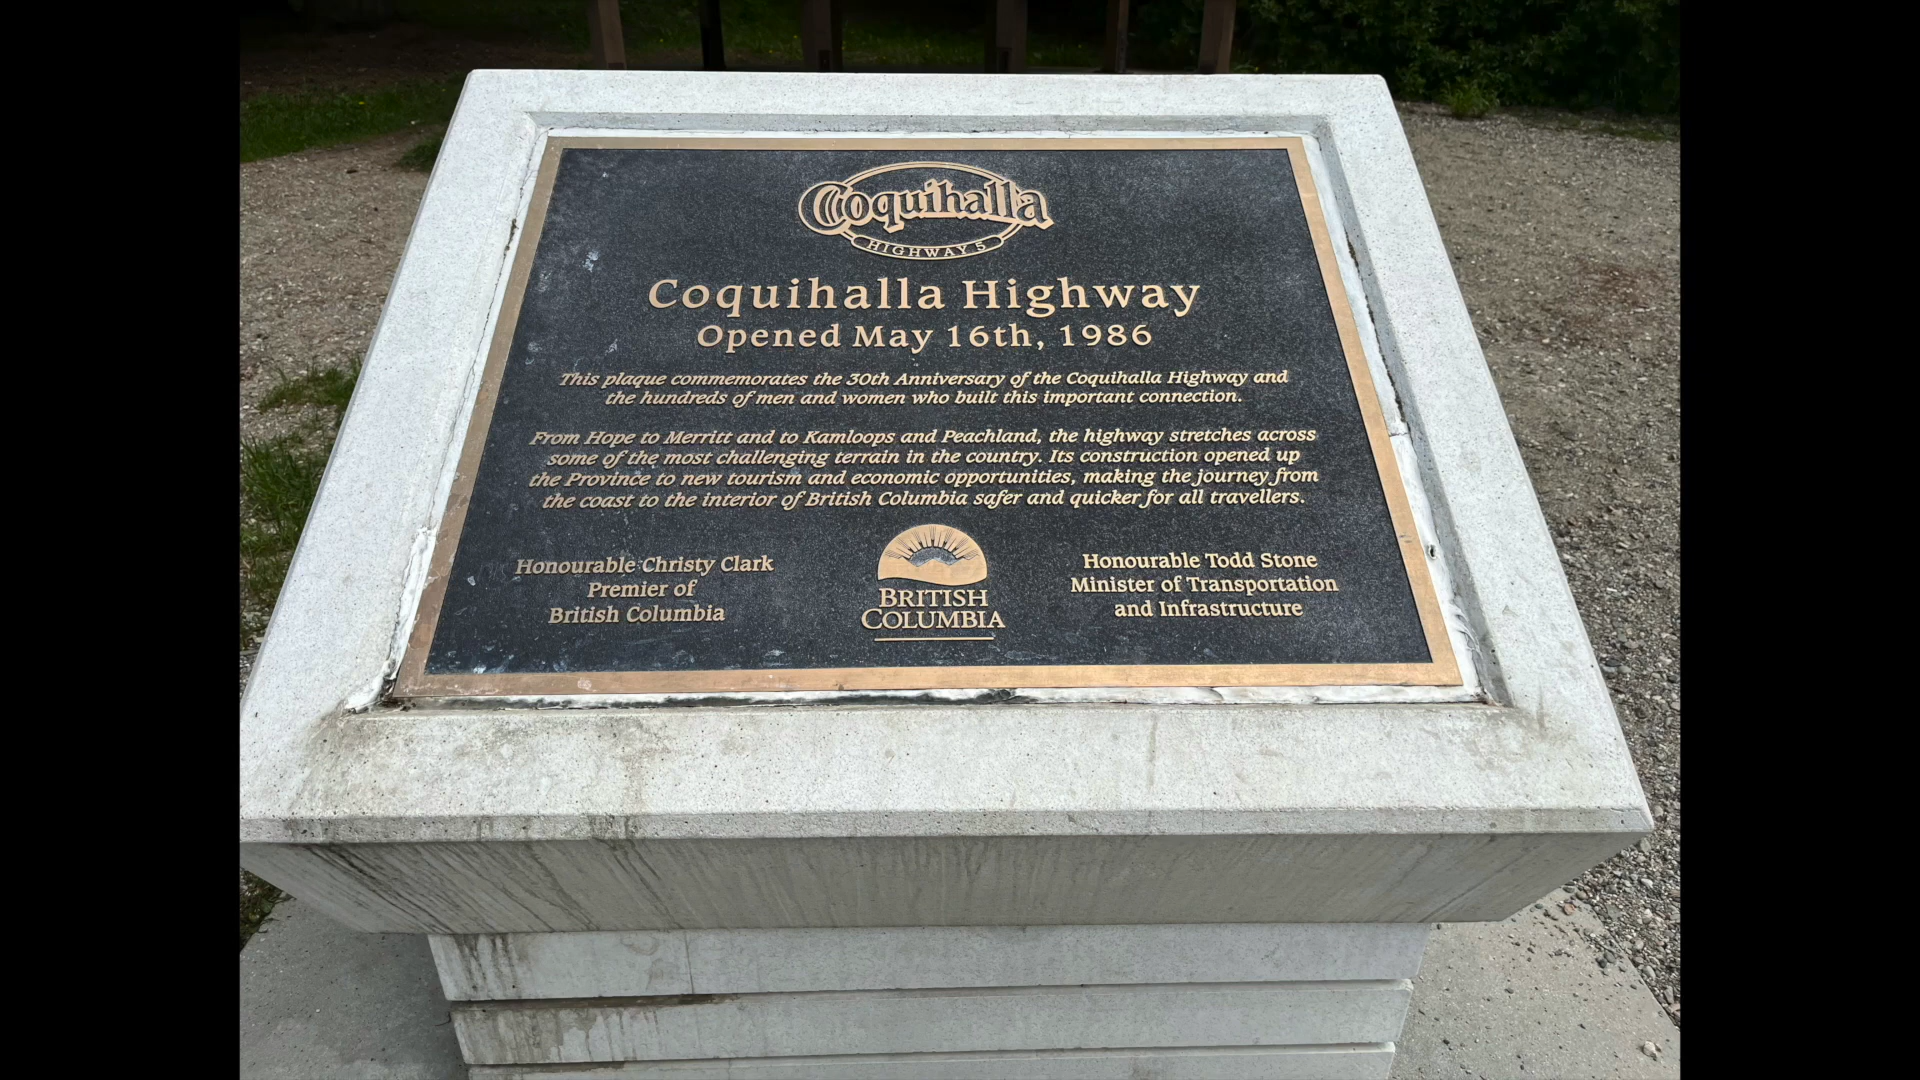 Coquihalla
HIGHWAY 5
Coquihalla Highway
Opened May 16th, 1986
This plaque commemorates the 30th Anniversary of the Coquihalla Highway and
the hundreds of men and women who built this important connection.
From Hope to Merritt and to Kamloops and Peachland, the highway stretches across
some of the most challenging terrain in the country. Its construction opened up
the Province to new tourism and economic opportunities, making the journey from
the coast to the interior of British Columbia safer and quicker for all travellers.
Honourable Christy Clark
Premier of
British Columbia
BRITISH
COLUMBIA
Honourable Todd Stone
Minister of Transportation
and Infrastructure